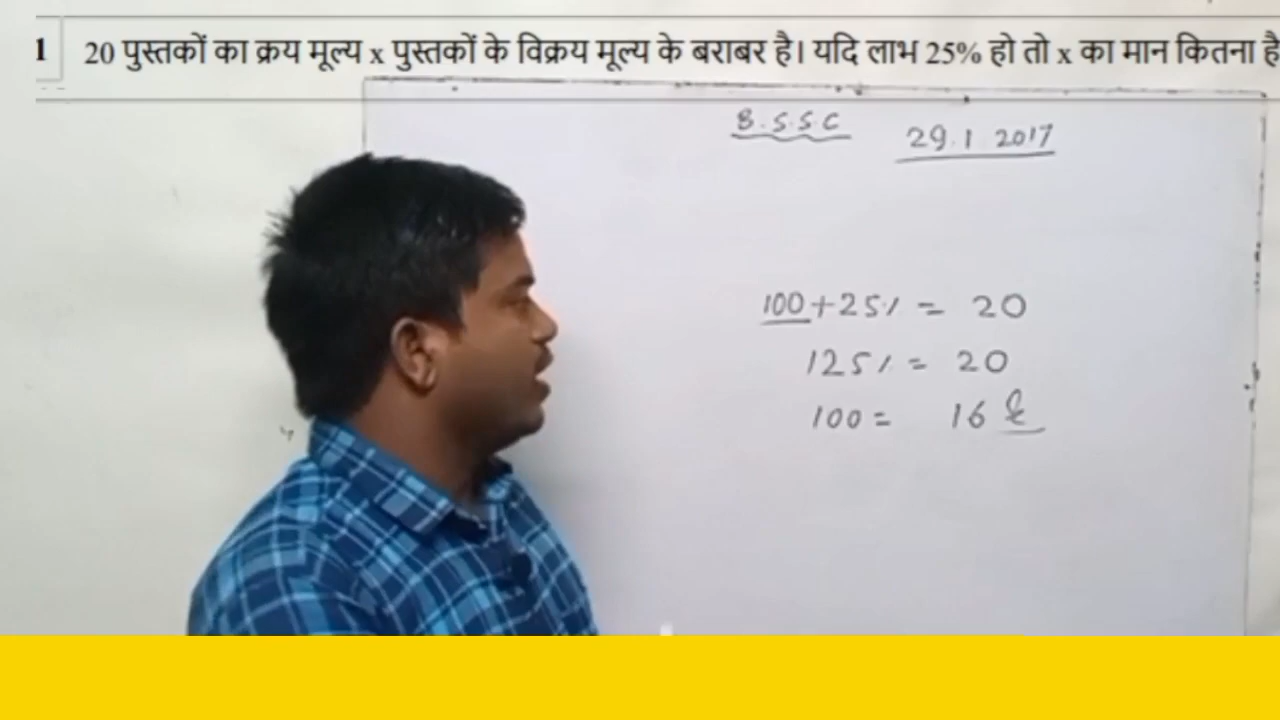 1 20 पुस्तकों का क्रय मूल्य x पुस्तकों के विक्रय मूल्य के बराबर है। यदि लाभ 25% हो तो x का मान कितना है
B.S.S.C 29.1 2017
100+25% = 20
125% = 20
100 = 16